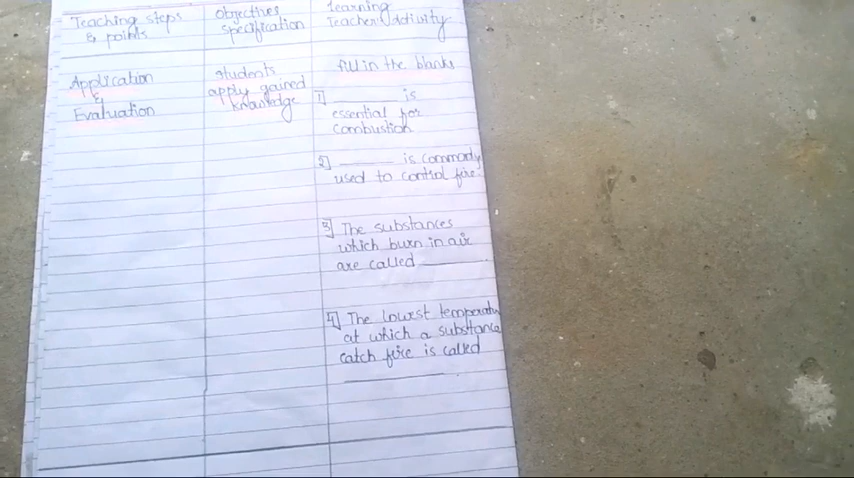 Teaching steps
& points
Objectives
specification
Learning
Teacher Activity
Application
&
Evaluation
students
apply gained
knowledge
fill in the blanks
1] ______ is
essential for
combustion
2] ______ is commonly
used to control fire.
3] The substances
which burn in air
are called ______
4] The lowest temperature
at which a substance
catch fire is called
______.